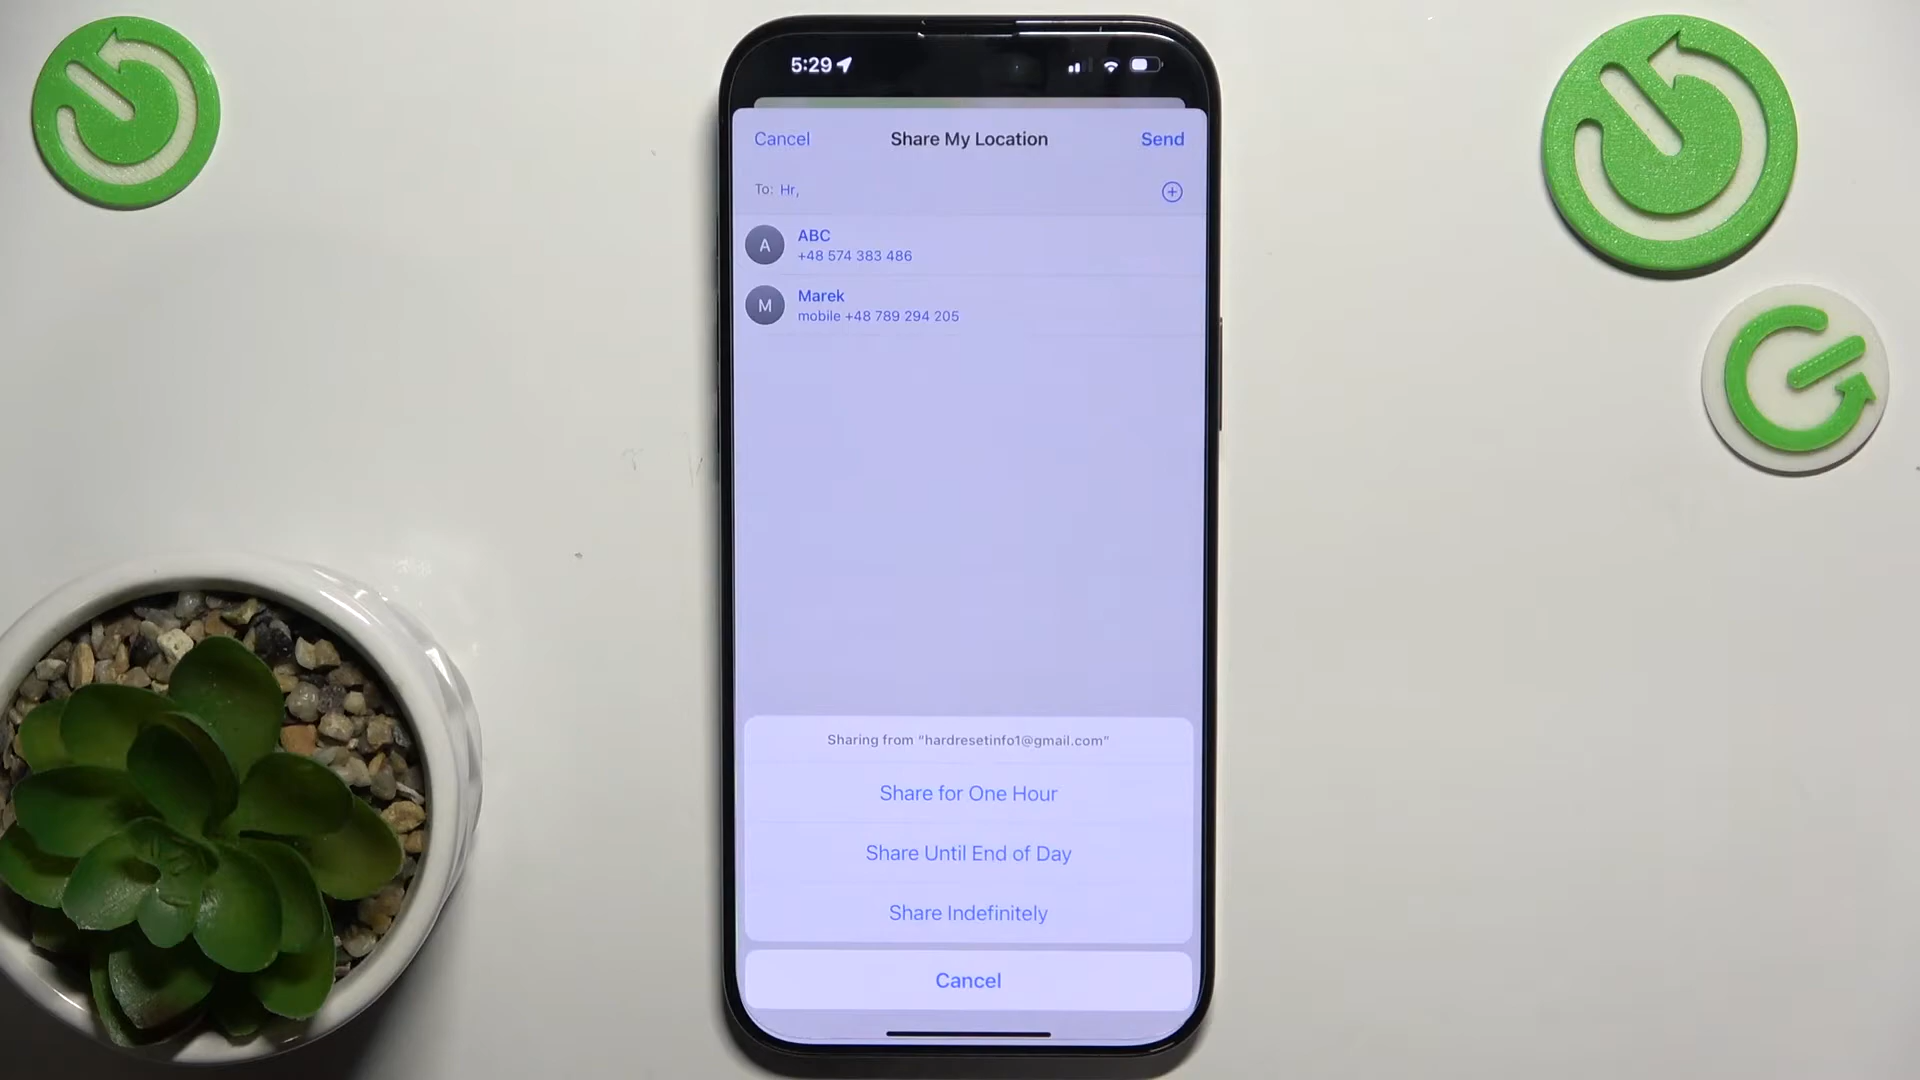 5:29
Cancel Share My Location Send
To: Hr,
A ABC
+48 574 383 486
M Marek
mobile +48 789 294 205
Sharing from "hardresetinfo1@gmail.com"
Share for One Hour
Share Until End of Day
Share Indefinitely
Cancel